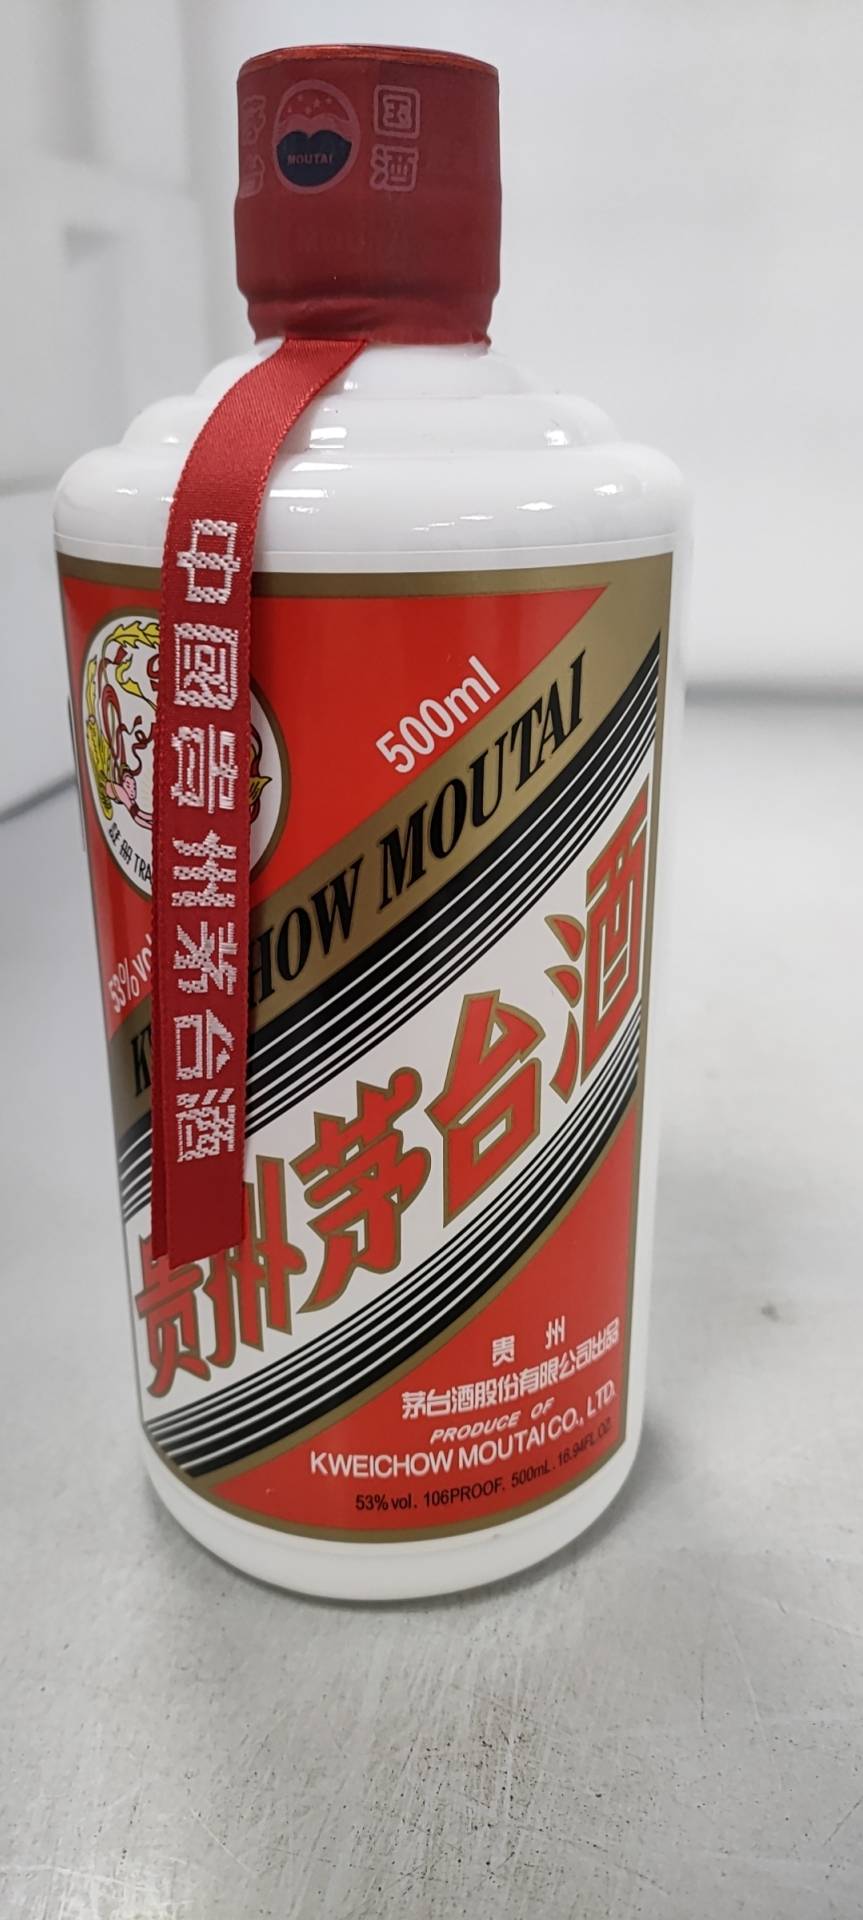 国酒
MOUTAI
中国贵州茅台酒
500ml
53%vol
HOW MOUTAI
贵州茅台酒
贵州
茅台酒股份有限公司出品
PRODUCE OF
KWEICHOW MOUTAI CO., LTD.
53%vol. 106PROOF. 500mL. 16.94FL.OZ.